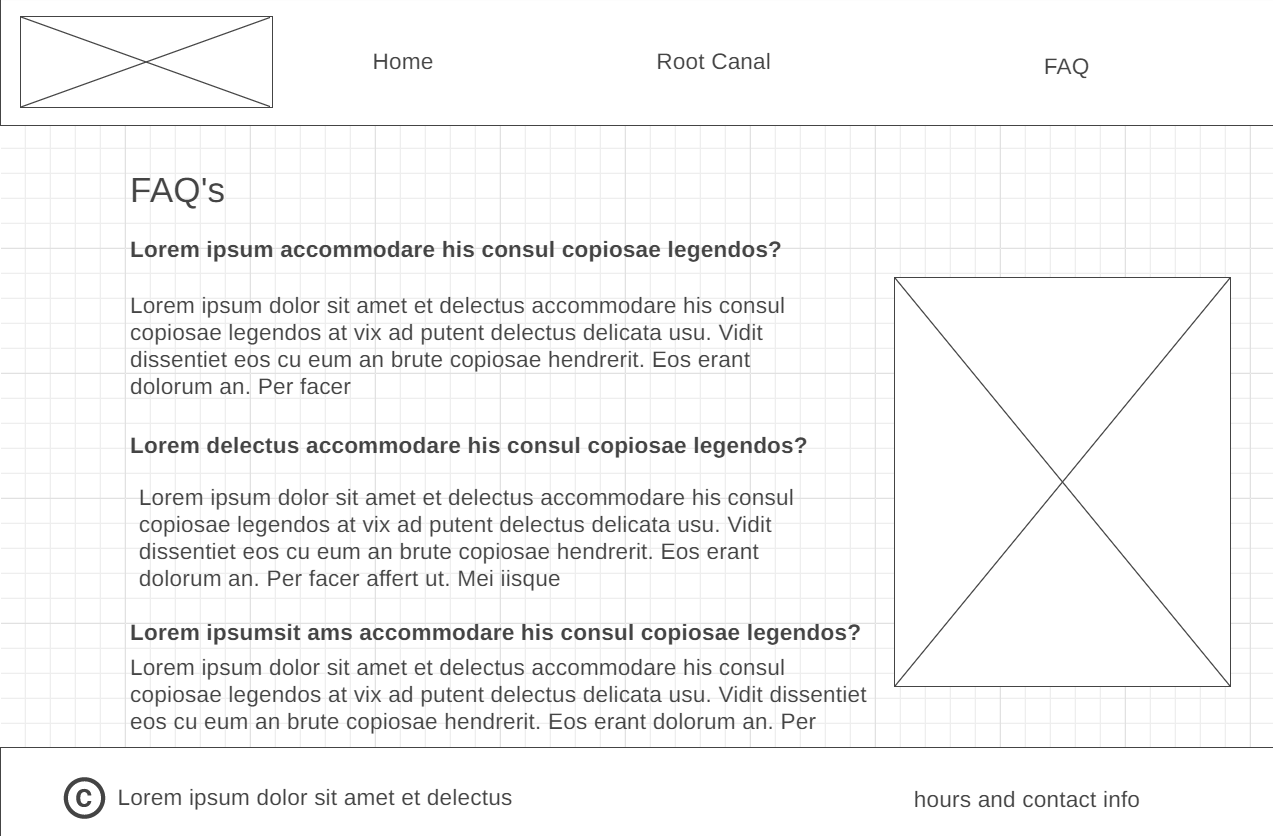 Home
Root Canal
FAQ
FAQ's
Lorem ipsum accommodare his consul copiosae legendos?
Lorem ipsum dolor sit amet et delectus accommodare his consul
copiosae legendos at vix ad putent delectus delicata usu. Vidit
dissentiet eos cu eum an brute copiosae hendrerit. Eos erant
dolorum an. Per facer
Lorem delectus accommodare his consul copiosae legendos?
Lorem ipsum dolor sit amet et delectus accommodare his consul
copiosae legendos at vix ad putent delectus delicata usu. Vidit
dissentiet eos cu eum an brute copiosae hendrerit. Eos erant
dolorum an. Per facer affert ut. Mei iisque
Lorem ipsumsit ams accommodare his consul copiosae legendos?
Lorem ipsum dolor sit amet et delectus accommodare his consul
copiosae legendos at vix ad putent delectus delicata usu. Vidit dissentiet
eos cu eum an brute copiosae hendrerit. Eos erant dolorum an. Per
© Lorem ipsum dolor sit amet et delectus
hours and contact info